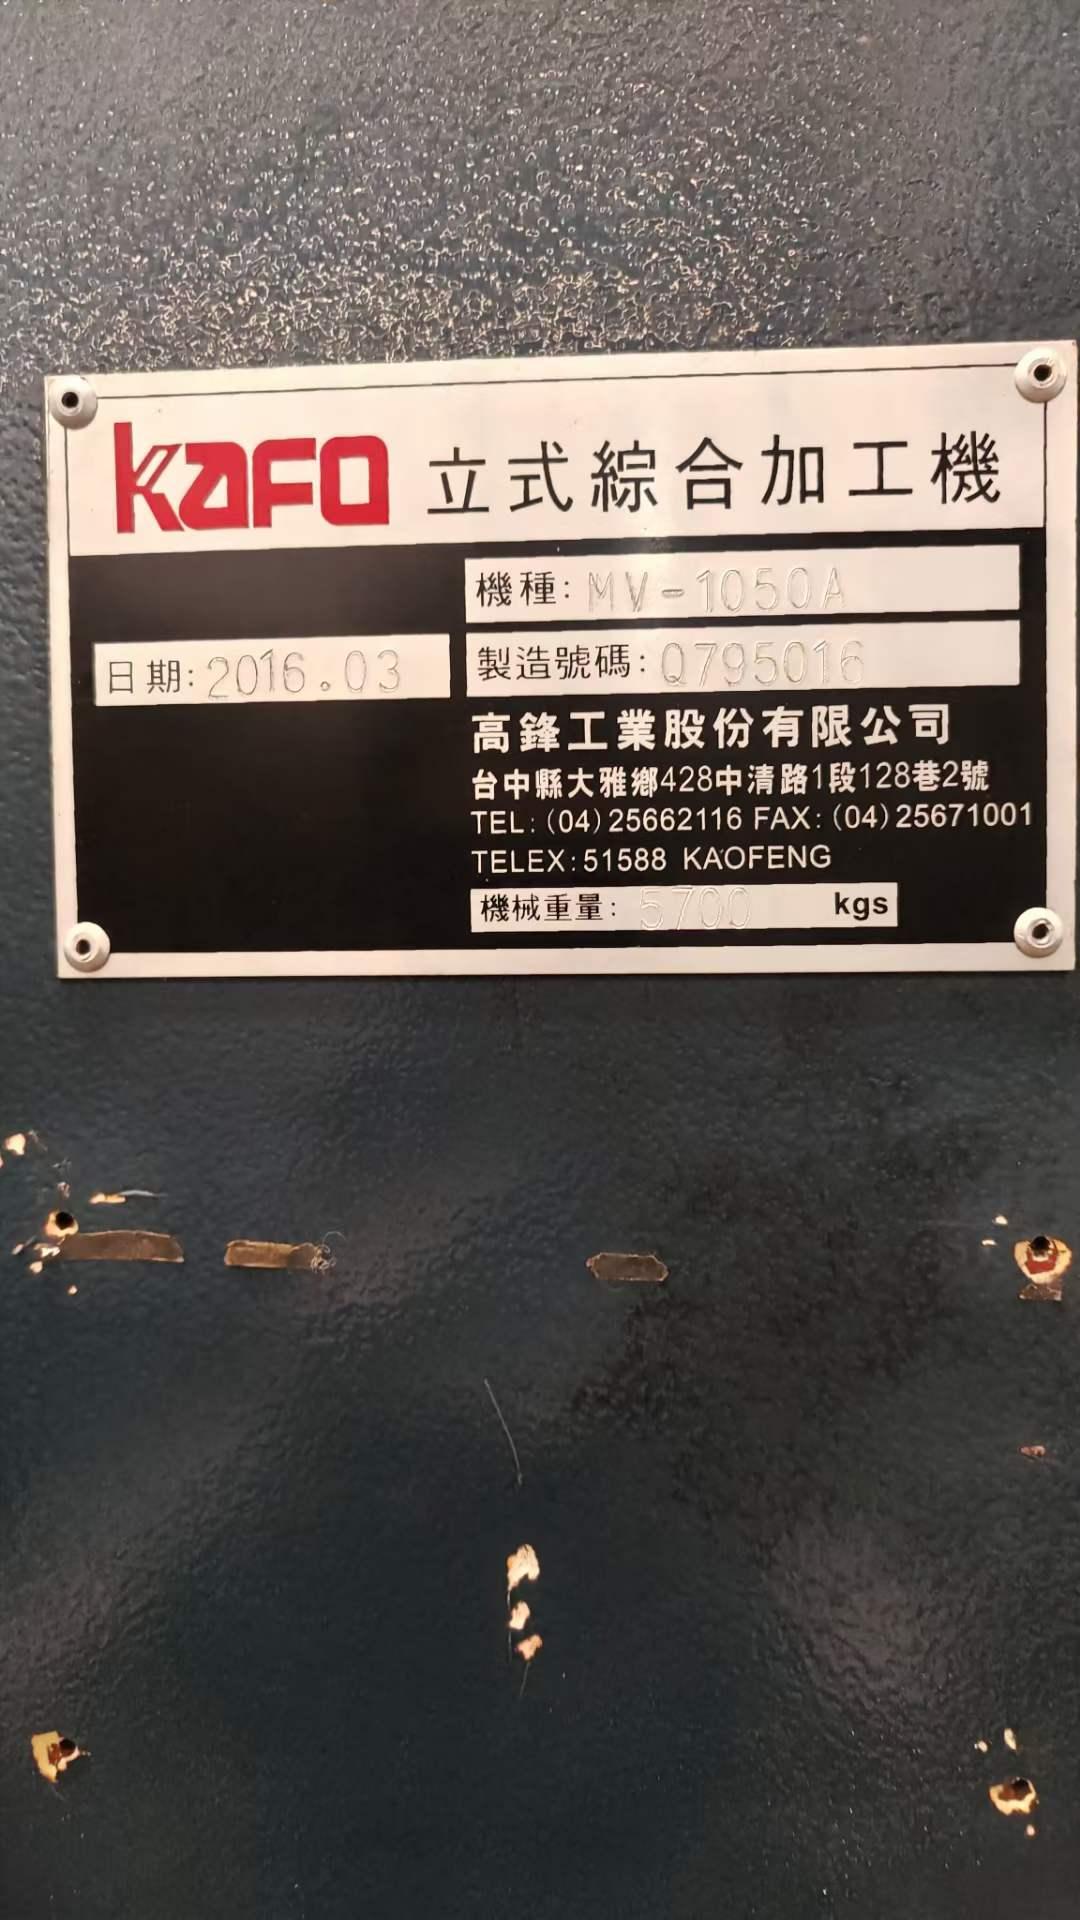 KAFO 立式綜合加工機
機種: MV-1050A
日期: 2016.03
製造號碼: Q795016
高鋒工業股份有限公司
台中縣大雅鄉428中清路1段128巷2號
TEL:(04)25662116 FAX:(04)25671001
TELEX:51588 KAOFENG
機械重量: 5700 kgs